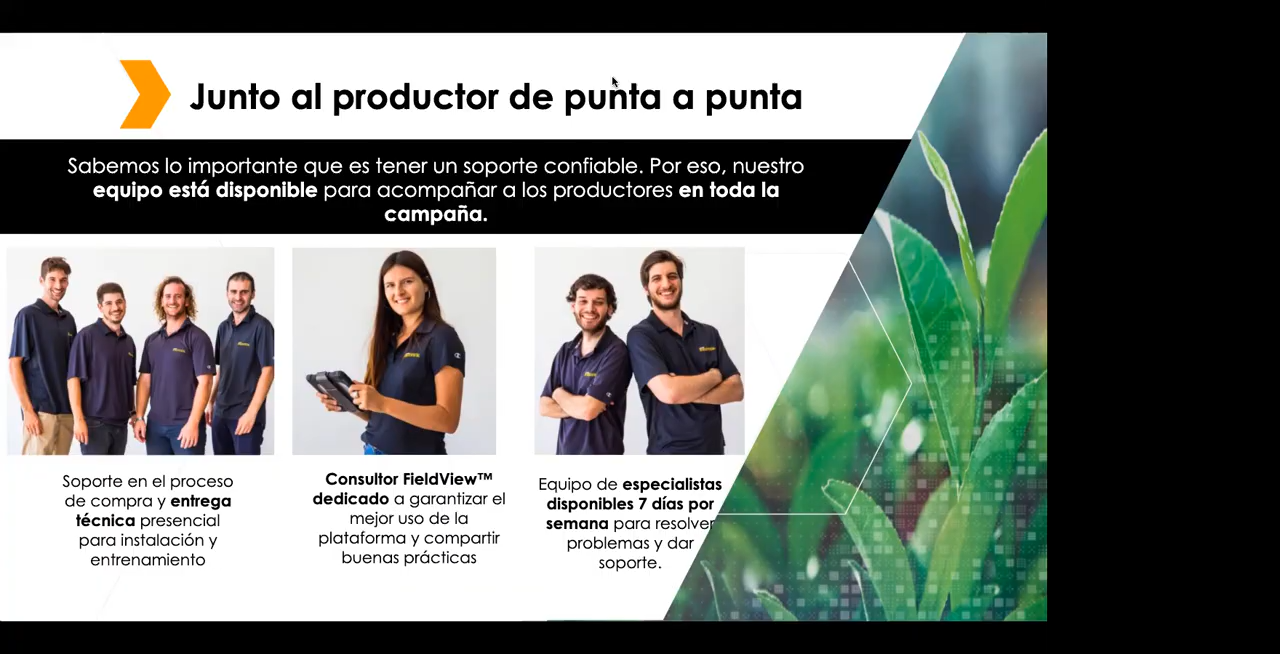 Junto al productor de punta a punta
Sabemos lo importante que es tener un soporte confiable. Por eso, nuestro
equipo está disponible para acompañar a los productores en toda la
campaña.
Soporte en el proceso
de compra y entrega
técnica presencial
para instalación y
entrenamiento
Consultor FieldView™
dedicado a garantizar el
mejor uso de la
plataforma y compartir
buenas prácticas
Equipo de especialistas
disponibles 7 días por
semana para resolver
problemas y dar
soporte.